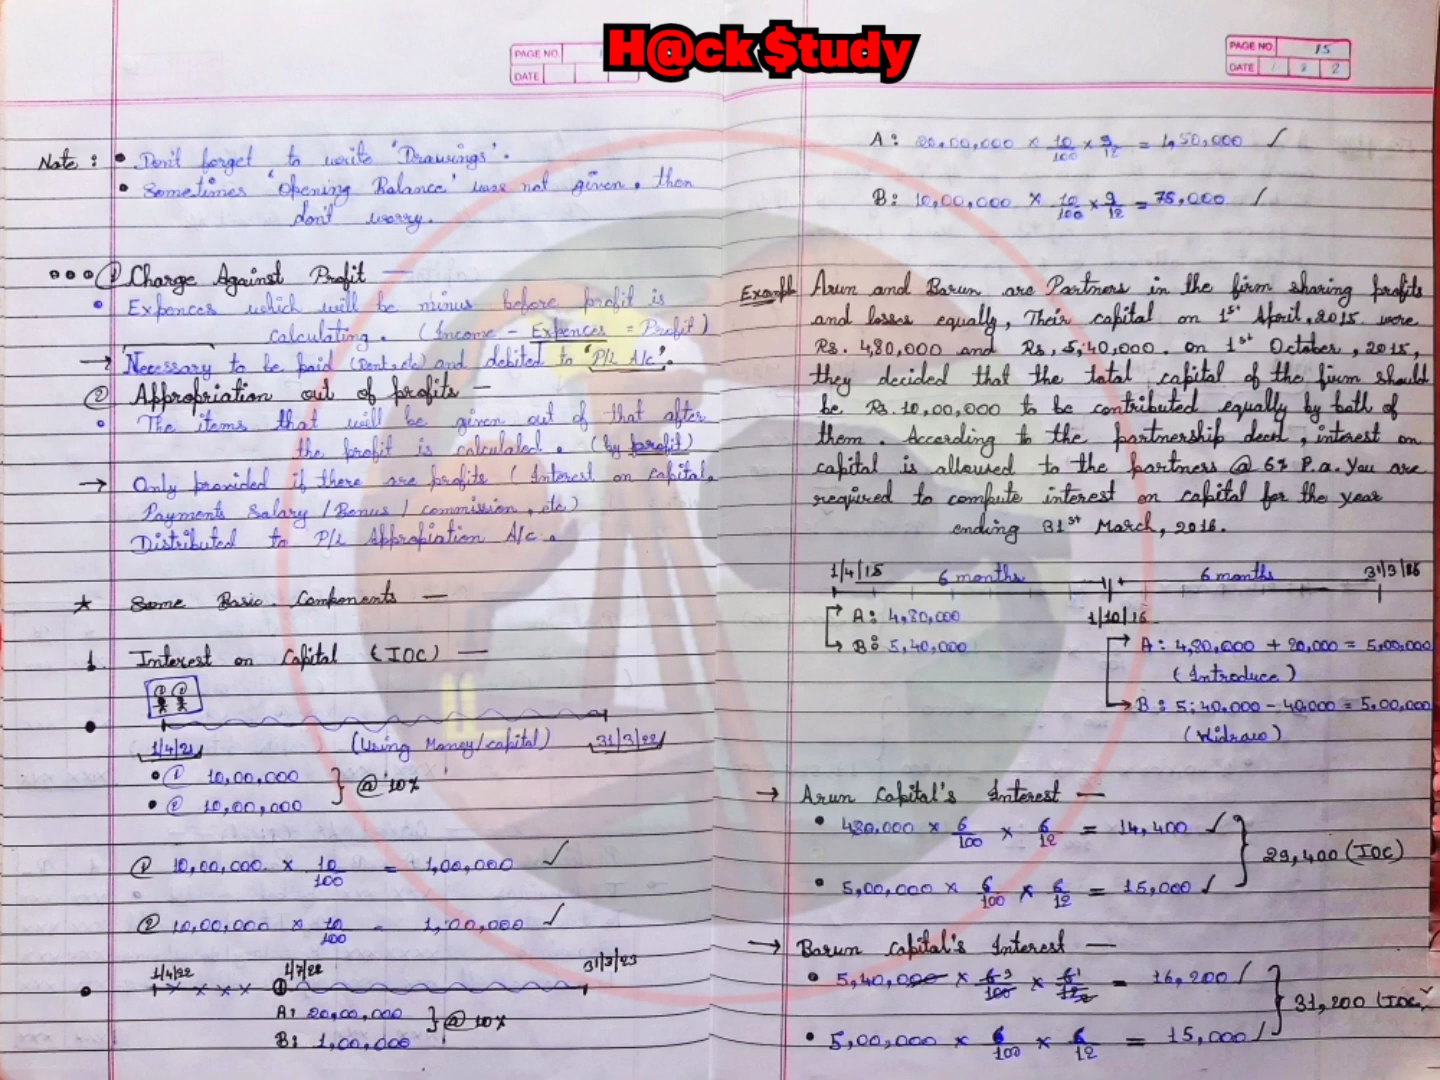 H@ck $tudy
PAGE NO.
DATE
Note : • Don't forget to write 'Drawings'.
• Sometimes 'Opening Balance' was not given, then
don't worry.
① Charge Against Profit —
• Expences which will be minus before profit is
calculating. (Income - Expences = Profit)
→ Necessary to be paid (Rent, etc) and debited to 'P/L A/c'.
② Appropriation out of profits —
• The items that will be given out of that after
the profit is calculated. (by profit)
→ Only provided if there are profits (Interest on capital,
Payments Salary / Bonus / commission, etc)
Distributed to P/L Appropiation A/c.
★ Some Basic Components —
1. Interest on Capital (IOC) —
1/4/21 (Using Money/capital) 31/3/22
• ① 10,00,000
• ② 10,00,000 } @ 10%
① 10,00,000 × 10/100 = 1,00,000 ✓
② 10,00,000 × 10/100 - 1,00,000 ✓
1/4/22 1/7/22 31/3/23
A: 20,00,000
B: 1,00,000 } @ 10%
PAGE NO. 15
DATE 2
A: 20,00,000 × 10/100 × 9/12 = 1,50,000 ✓
B: 10,00,000 × 10/100 × 9/12 = 75,000 ✓
Example Arun and Barun are Partners in the firm sharing profits
and losses equally, Their capital on 1st April, 2015 were
Rs. 4,80,000 and Rs, 5,40,000. on 1st October, 2015,
they decided that the total capital of the firm should
be Rs. 10,00,000 to be contributed equally by both of
them. According to the partnership deed, interest on
capital is allowed to the partners @ 6% P.a. You are
required to compute interest on capital for the year
ending 31st March, 2016.
1/4/15 6 months 6 months 31/3/16
1/10/15
A: 4,80,000
B: 5,40,000
A: 4,80,000 + 20,000 = 5,00,000
(Introduce)
B: 5,40,000 - 40,000 = 5,00,000
(Widraw)
→ Arun Capital's Interest —
• 480,000 × 6/100 × 6/12 = 14,400 ✓
• 5,00,000 × 6/100 × 6/12 = 15,000 ✓ } 29,400 (IOC)
→ Barun Capital's Interest —
• 5,40,000 × 6/100 × 6/12 = 16,200 ✓
• 5,00,000 × 6/100 × 6/12 = 15,000 ✓ } 31,200 (IOC)